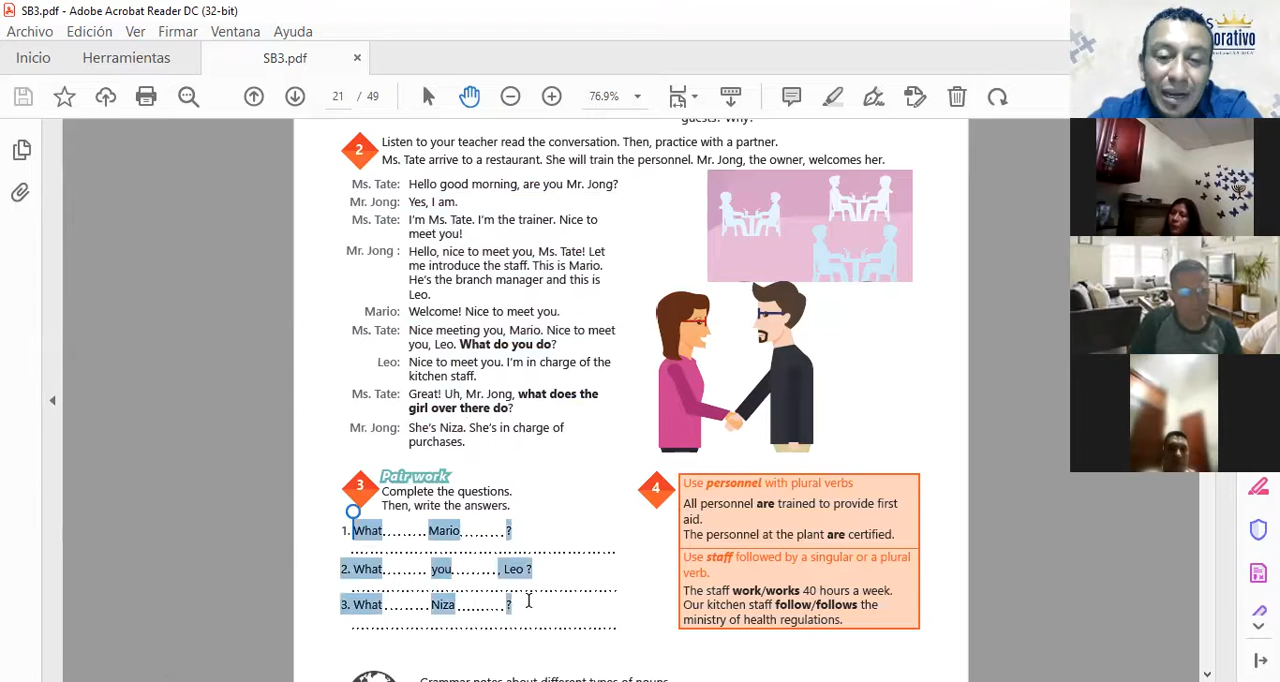 SB3.pdf - Adobe Acrobat Reader DC (32-bit)
Archivo Edición Ver Firmar Ventana Ayuda
Inicio Herramientas SB3.pdf ×
21 / 49 76.9%
guests? Why?
2 Listen to your teacher read the conversation. Then, practice with a partner.
Ms. Tate arrive to a restaurant. She will train the personnel. Mr. Jong, the owner, welcomes her.
Ms. Tate: Hello good morning, are you Mr. Jong?
Mr. Jong: Yes, I am.
Ms. Tate: I'm Ms. Tate. I'm the trainer. Nice to
meet you!
Mr. Jong : Hello, nice to meet you, Ms. Tate! Let
me introduce the staff. This is Mario.
He's the branch manager and this is
Leo.
Mario: Welcome! Nice to meet you.
Ms. Tate: Nice meeting you, Mario. Nice to meet
you, Leo. What do you do?
Leo: Nice to meet you. I'm in charge of the
kitchen staff.
Ms. Tate: Great! Uh, Mr. Jong, what does the
girl over there do?
Mr. Jong: She's Niza. She's in charge of
purchases.
3 Pair work
Complete the questions.
Then, write the answers.
1. What........ Mario........ ?
2. What........ you........, Leo ?
3. What ........ Niza ........ ?
4 Use personnel with plural verbs
All personnel are trained to provide first
aid.
The personnel at the plant are certified.
Use staff followed by a singular or a plural
verb.
The staff work/works 40 hours a week.
Our kitchen staff follow/follows the
ministry of health regulations.
Grammar notes about different types of nouns
orativo